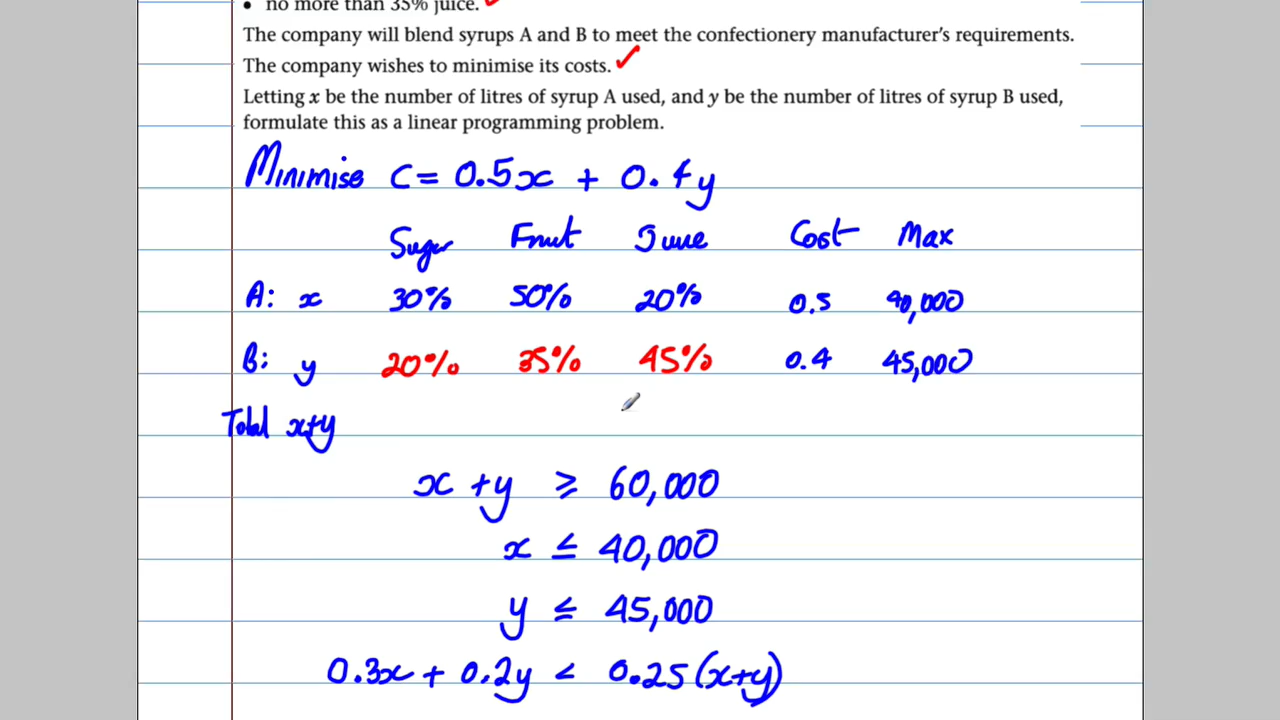 • no more than 35% juice.
The company will blend syrups A and B to meet the confectionery manufacturer's requirements.
The company wishes to minimise its costs.
Letting x be the number of litres of syrup A used, and y be the number of litres of syrup B used,
formulate this as a linear programming problem.
Minimise C = 0.5x + 0.4y
Sugar Fruit Juice Cost Max
A: x 30% 50% 20% 0.5 40,000
B: y 20% 35% 45% 0.4 45,000
Total x+y
x + y ≥ 60,000
x ≤ 40,000
y ≤ 45,000
0.3x + 0.2y < 0.25(x+y)